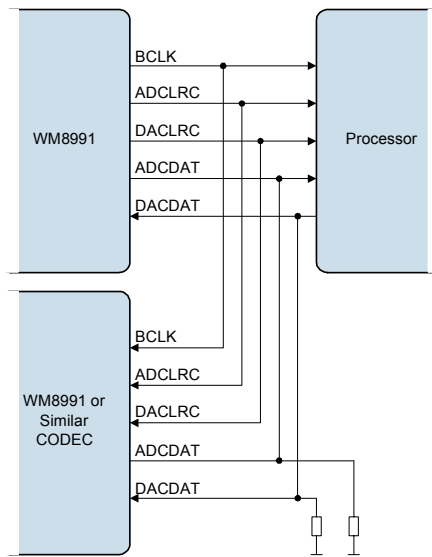 BCLK
ADCLRC
DACLRC
ADCDAT
DACDAT
WM8991
Processor
BCLK
ADCLRC
DACLRC
ADCDAT
DACDAT
WM8991 or
Similar
CODEC